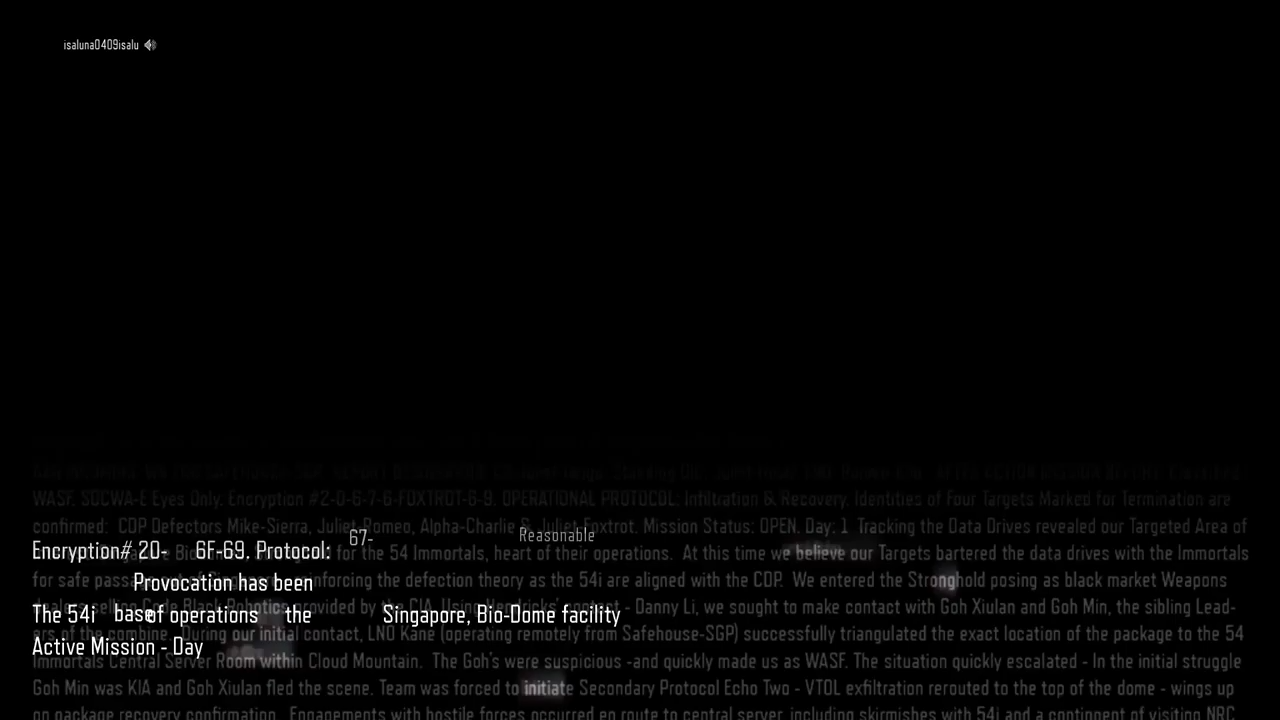 isaluna0409isalu
WASF. SOCWA-E Eyes Only. Encryption #2-0-6-7-6-FOXTROT-6-9. OPERATIONAL PROTOCOL: Infiltration & Recovery. Identities of Four Targets Marked for Termination are
confirmed: CDP Defectors Mike-Sierra, Juliet-Romeo, Alpha-Charlie & Juliet-Foxtrot. Mission Status: OPEN. Day: 1 Tracking the Data Drives revealed our Targeted Area of
67- Reasonable
Encryption# 20- 6F-69. Protocol:
for the 54 Immortals, heart of their operations. At this time we believe our Targets bartered the data drives with the Immortals
Provocation has been
for safe enforcing the defection theory as the 54i are aligned with the CDP. We entered the Stronghold posing as black market Weapons
The 54i base of operations the Singapore, Bio-Dome facility
selling Code Black Robotics provided by the CIA. Using Hendricks' - Danny Li, we sought to make contact with Goh Xiulan and Goh Min, the sibling Lead-
ers of the combine. During our initial contact, LNO Kane (operating remotely from Safehouse-SGP) successfully triangulated the exact location of the package to the 54
Active Mission - Day
Immortals Central Server Room within Cloud Mountain. The Goh's were suspicious -and quickly made us as WASF. The situation quickly escalated - In the initial struggle
Goh Min was KIA and Goh Xiulan fled the scene. Team was forced to initiate Secondary Protocol Echo Two - VTOL exfiltration rerouted to the top of the dome - wings up
on package recovery confirmation. Engagements with hostile forces occurred en route to central server, including skirmishes with 54i and a contingent of visiting NRC